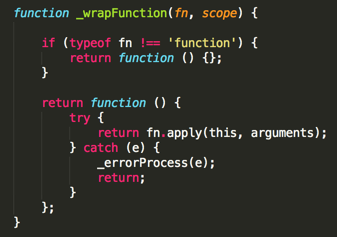 function _wrapFunction(fn, scope) {
if (typeof fn !== 'function') {
return function () {};
}
return function () {
try {
return fn.apply(this, arguments);
} catch (e) {
_errorProcess(e);
return;
}
};
}